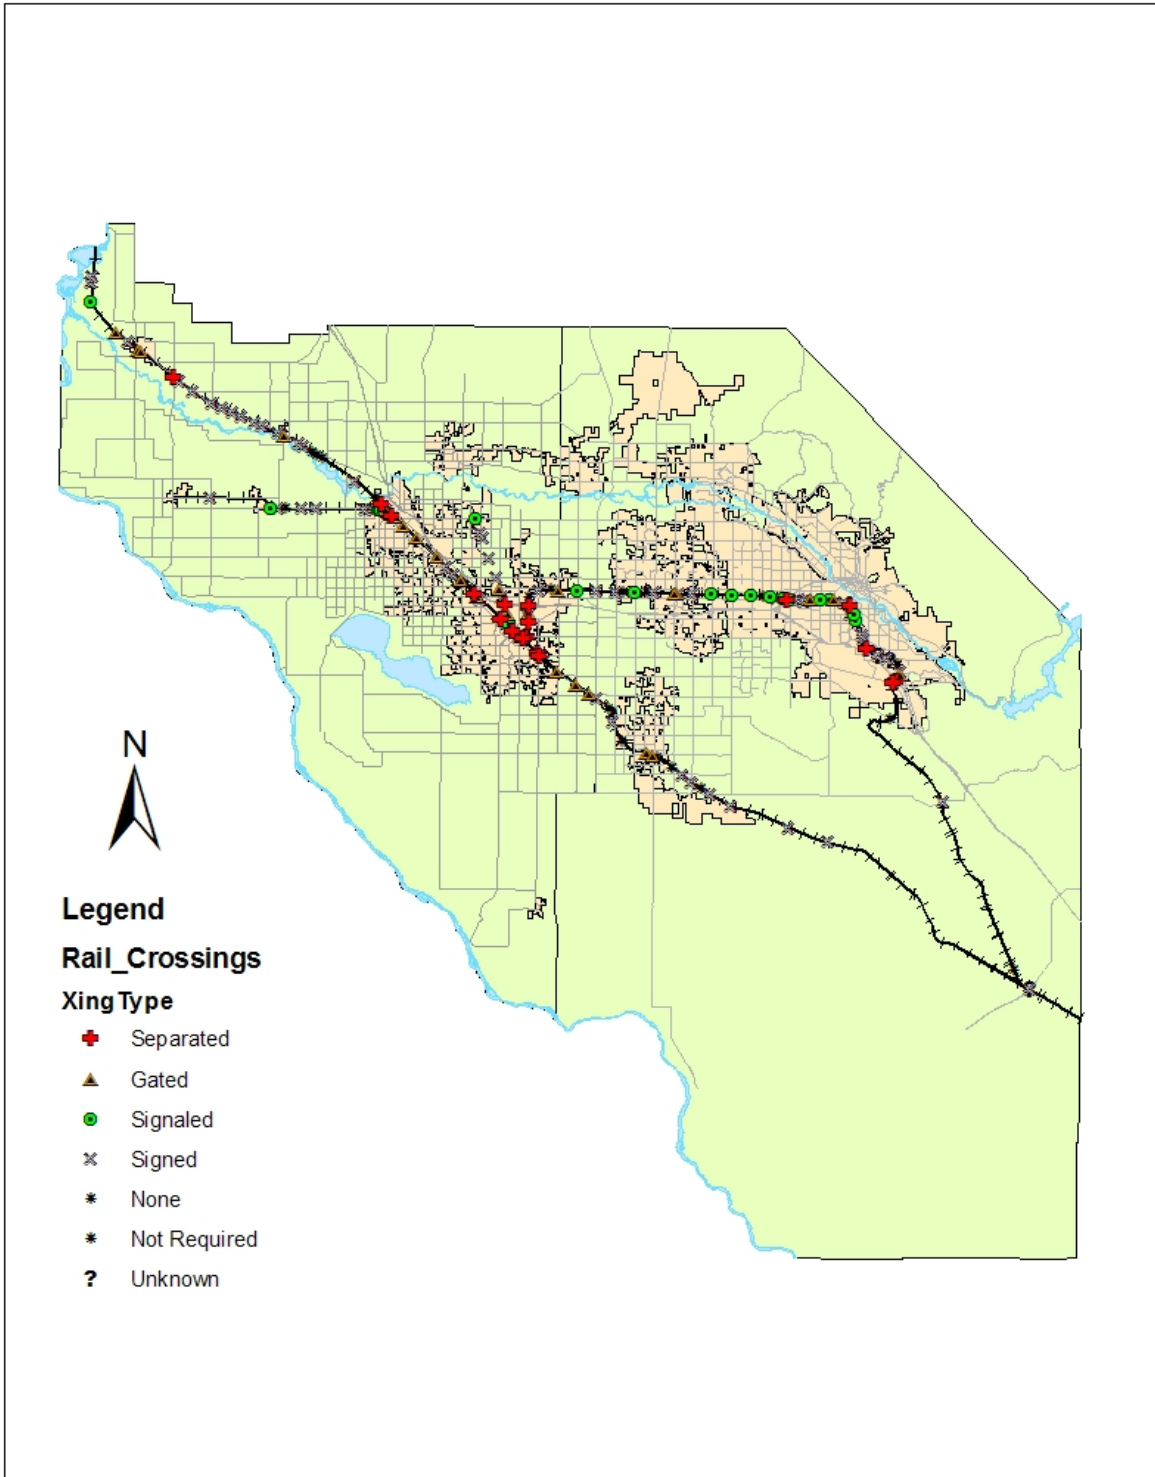 N
Legend
Rail_Crossings
XingType
Separated
Gated
Signaled
Signed
None
Not Required
? Unknown